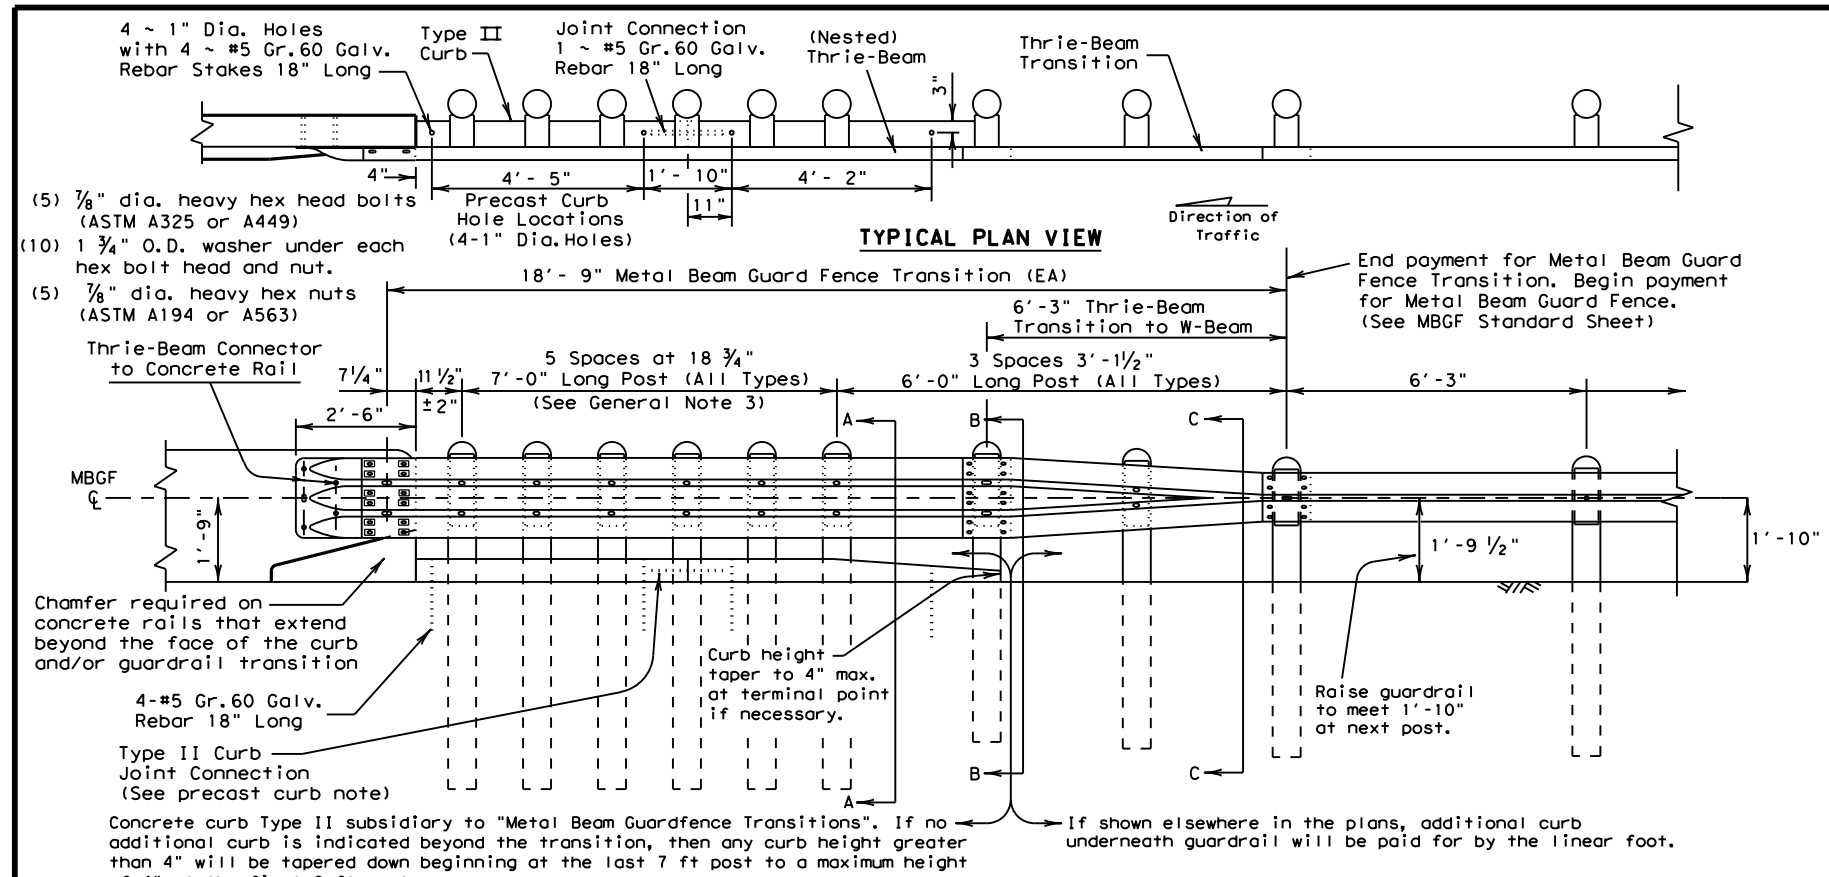 4 ~ 1" Dia. Holes
with 4 ~ #5 Gr.60 Galv.
Rebar Stakes 18" Long
Type II
Curb
Joint Connection
1 ~ #5 Gr.60 Galv.
Rebar 18" Long
(Nested)
Thrie-Beam
Thrie-Beam
Transition
3"
4"
4'- 5"
1'- 10"
4'- 2"
11"
Precast Curb
Hole Locations
(4-1" Dia.Holes)
TYPICAL PLAN VIEW
Direction of
Traffic
(5) 7/8" dia. heavy hex head bolts
(ASTM A325 or A449)
(10) 1 3/4" O.D. washer under each
hex bolt head and nut.
(5) 7/8" dia. heavy hex nuts
(ASTM A194 or A563)
18'- 9" Metal Beam Guard Fence Transition (EA)
End payment for Metal Beam Guard
Fence Transition. Begin payment
for Metal Beam Guard Fence.
(See MBGF Standard Sheet)
6'-3" Thrie-Beam
Transition to W-Beam
Thrie-Beam Connector
to Concrete Rail
7 1/4"
11 1/2"
±2"
5 Spaces at 18 3/4"
7'-0" Long Post (All Types)
(See General Note 3)
3 Spaces 3'-1 1/2"
6'-0" Long Post (All Types)
6'-3"
2'-6"
A
B
C
MBGF
℄
1'-9"
1'-9 1/2"
1'-10"
Chamfer required on
concrete rails that extend
beyond the face of the curb
and/or guardrail transition
4-#5 Gr.60 Galv.
Rebar 18" Long
Curb height
taper to 4" max.
at terminal point
if necessary.
Raise guardrail
to meet 1'-10"
at next post.
Type II Curb
Joint Connection
(See precast curb note)
B
C
A
Concrete curb Type II subsidiary to "Metal Beam Guardfence Transitions". If no
additional curb is indicated beyond the transition, then any curb height greater
than 4" will be tapered down beginning at the last 7 ft post to a maximum height
If shown elsewhere in the plans, additional curb
underneath guardrail will be paid for by the linear foot.